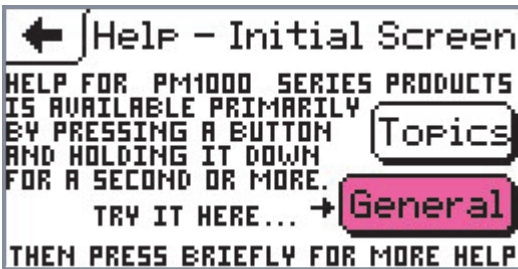 Help - Initial Screen
HELP FOR PM1000 SERIES PRODUCTS
IS AVAILABLE PRIMARILY
BY PRESSING A BUTTON
AND HOLDING IT DOWN
FOR A SECOND OR MORE.
Topics
TRY IT HERE... → General
THEN PRESS BRIEFLY FOR MORE HELP